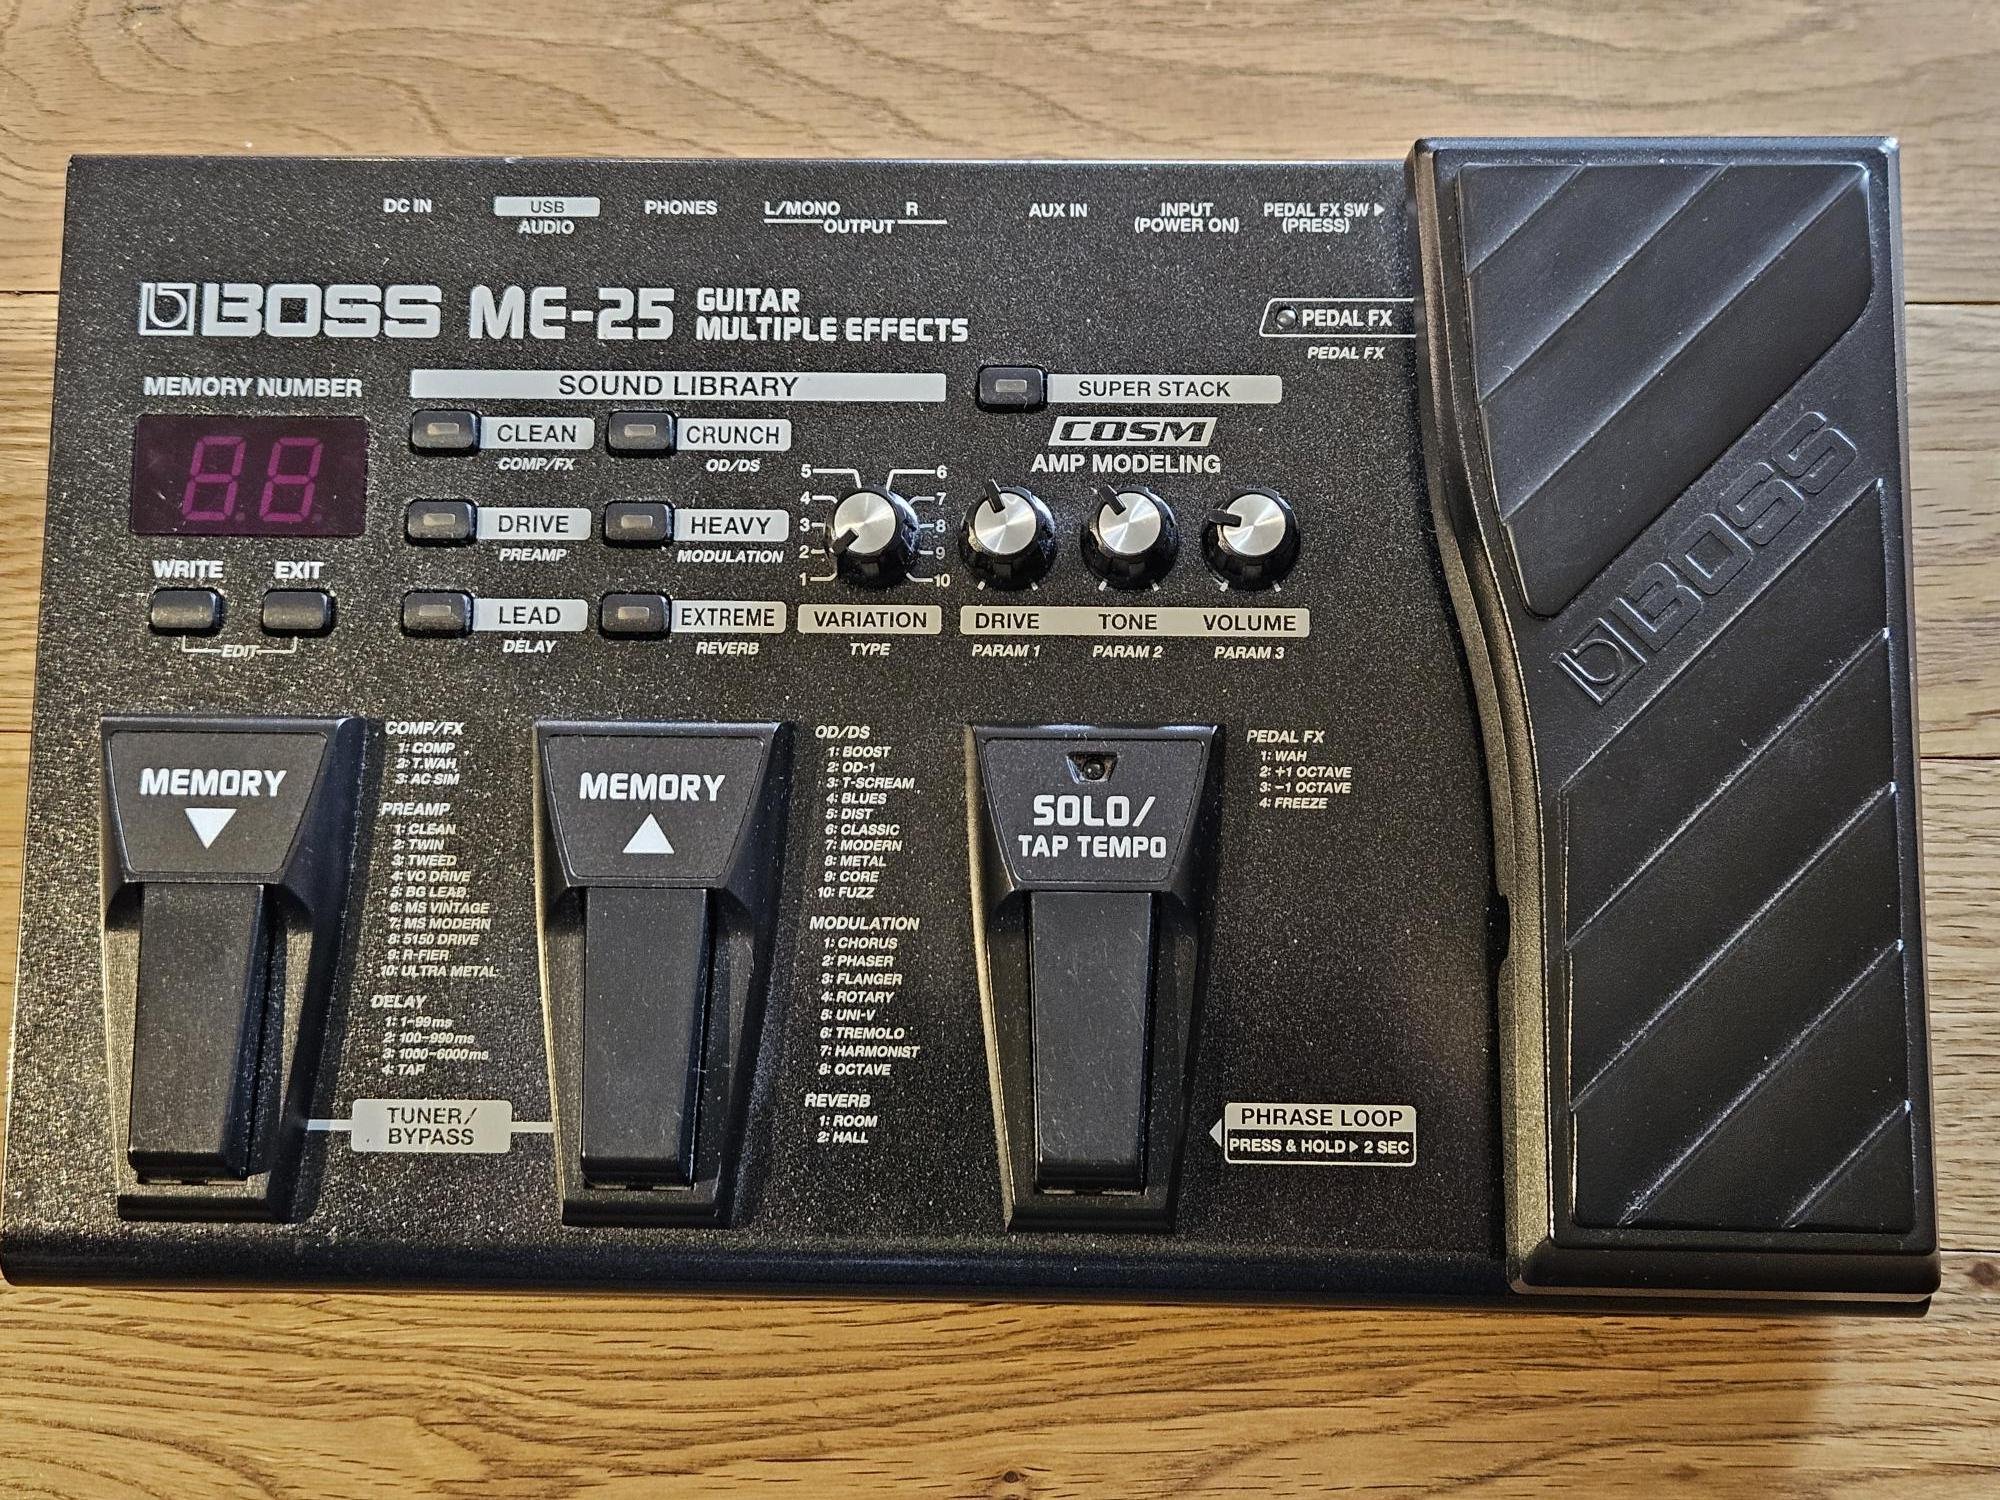 DC IN
USB
AUDIO
PHONES
L/MONO R
OUTPUT
AUX IN
INPUT
(POWER ON)
PEDAL FX SW ▶
(PRESS)
BOSS ME-25 GUITAR
MULTIPLE EFFECTS
PEDAL FX
PEDAL FX
MEMORY NUMBER
8.8.
WRITE EXIT
EDIT
SOUND LIBRARY
CLEAN
COMP/FX
CRUNCH
OD/DS
DRIVE
PREAMP
HEAVY
MODULATION
LEAD
DELAY
EXTREME
REVERB
5 6
4 7
3 8
2 9
1 10
VARIATION
TYPE
SUPER STACK
COSM
AMP MODELING
DRIVE TONE VOLUME
PARAM 1 PARAM 2 PARAM 3
MEMORY
▼
COMP/FX
1: COMP
2: T.WAH
3: AC SIM
PREAMP
1: CLEAN
2: TWIN
3: TWEED
4: VO DRIVE
5: BG LEAD
6: MS VINTAGE
7: MS MODERN
8: 5150 DRIVE
9: R-FIER
10: ULTRA METAL
DELAY
1: 1-99ms
2: 100-990ms
3: 1000-6000ms
4: TAP
TUNER/
BYPASS
MEMORY
▲
OD/DS
1: BOOST
2: OD-1
3: T-SCREAM
4: BLUES
5: DIST
6: CLASSIC
7: MODERN
8: METAL
9: CORE
10: FUZZ
MODULATION
1: CHORUS
2: PHASER
3: FLANGER
4: ROTARY
5: UNI-V
6: TREMOLO
7: HARMONIST
8: OCTAVE
REVERB
1: ROOM
2: HALL
SOLO/
TAP TEMPO
PEDAL FX
1: WAH
2: +1 OCTAVE
3: -1 OCTAVE
4: FREEZE
PHRASE LOOP
PRESS & HOLD ▶ 2 SEC
BOSS